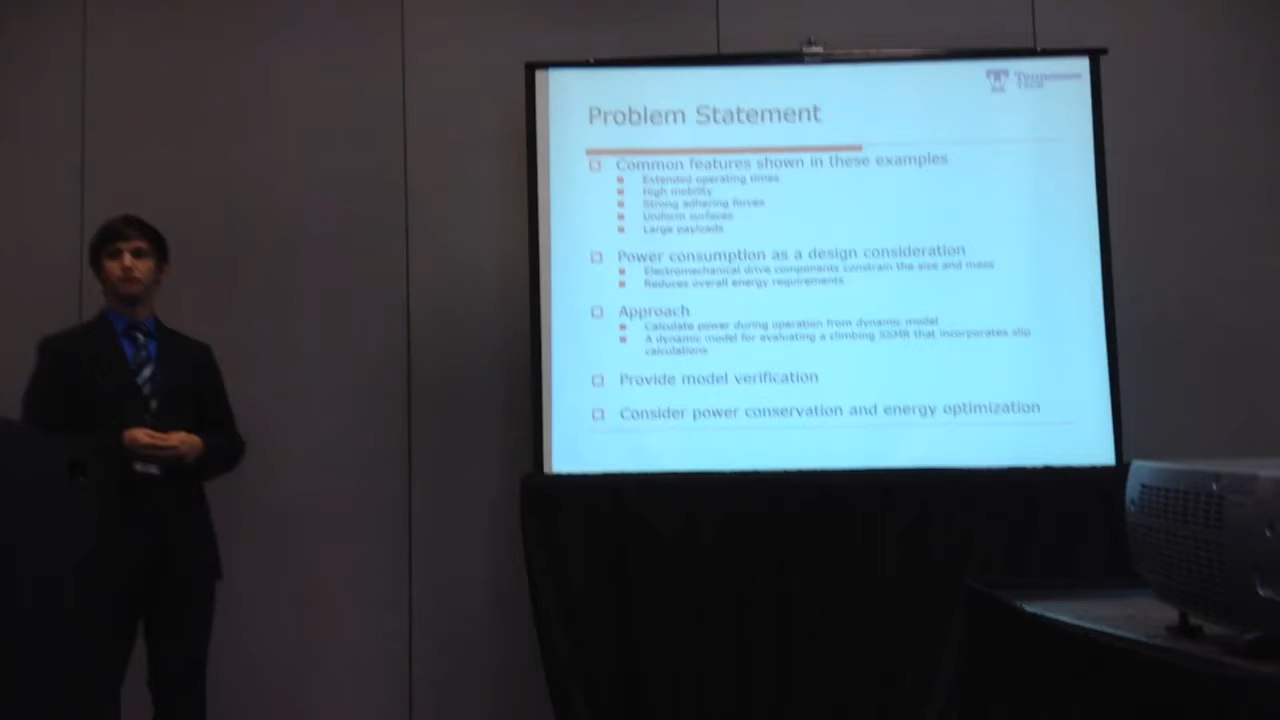 Tennessee
TECH
Problem Statement
Common features shown in these examples
Extended operating times
High mobility
Strong adhering forces
Uniform surfaces
Large payloads
Power consumption as a design consideration
Electromechanical drive components constrain the size and mass
Reduces overall energy requirements
Approach
Calculate power during operation from dynamic model
A dynamic model for evaluating a climbing SSMR that incorporates slip
calculations
Provide model verification
Consider power conservation and energy optimization